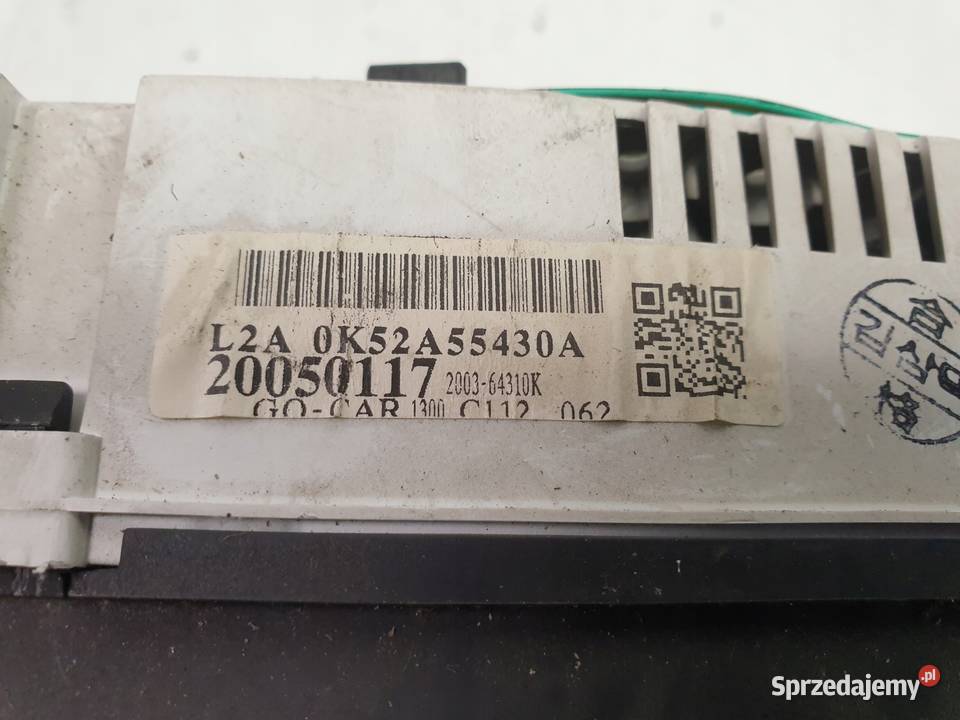 L2A 0K52A55430A
20050117 2003-64310K
GO-CAR 1300 C112 062
Sprzedajemy.pl